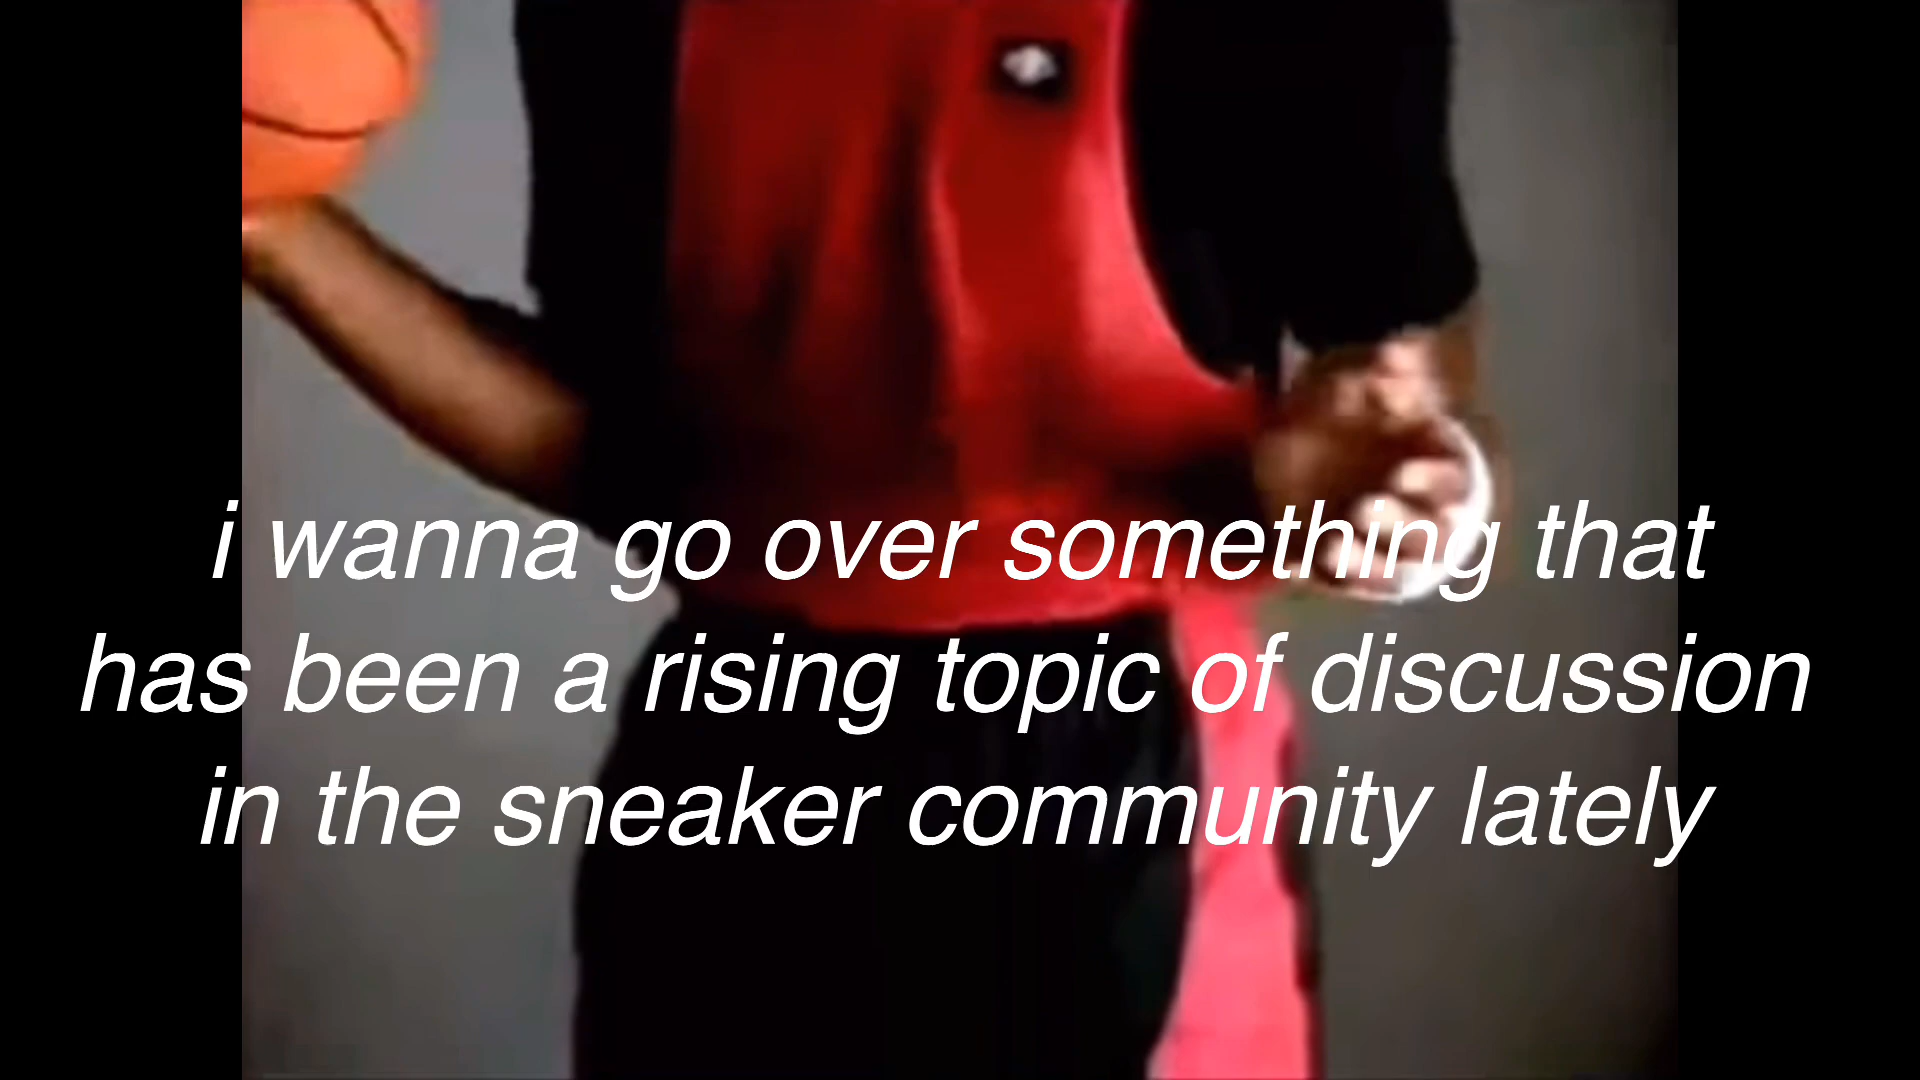 i wanna go over something that
has been a rising topic of discussion
in the sneaker community lately